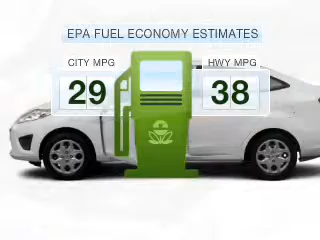 EPA FUEL ECONOMY ESTIMATES
CITY MPG
HWY MPG
29
38